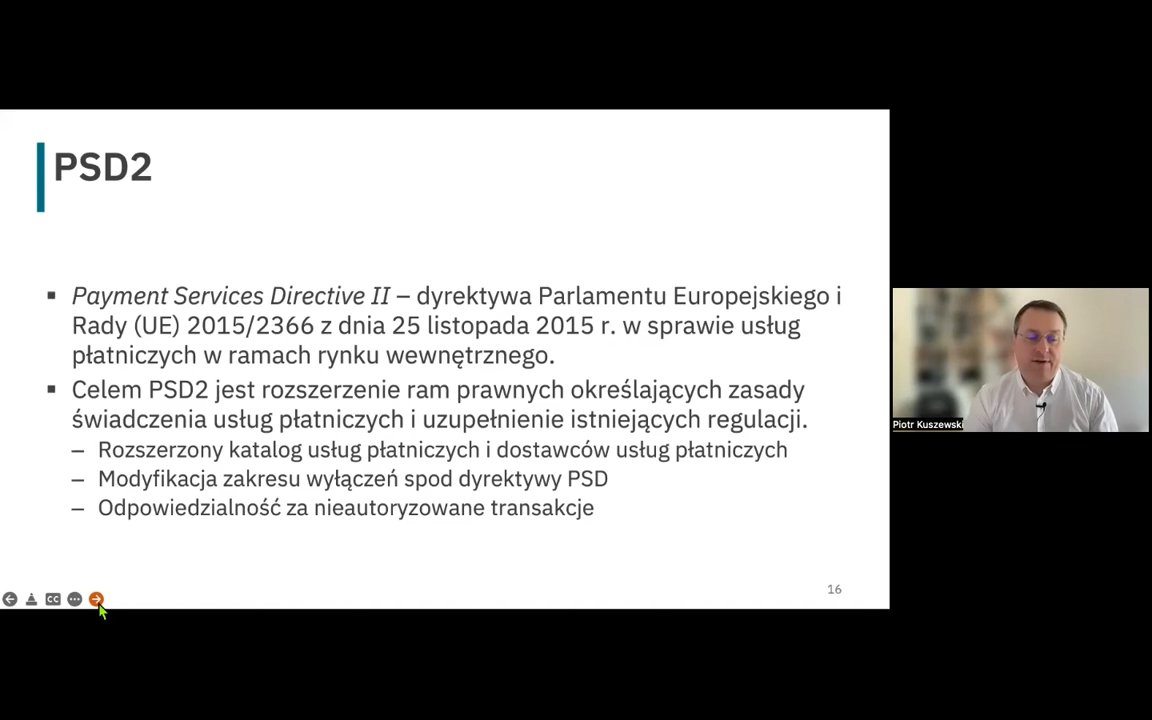 PSD2
▪ Payment Services Directive II – dyrektywa Parlamentu Europejskiego i
Rady (UE) 2015/2366 z dnia 25 listopada 2015 r. w sprawie usług
płatniczych w ramach rynku wewnętrznego.
▪ Celem PSD2 jest rozszerzenie ram prawnych określających zasady
świadczenia usług płatniczych i uzupełnienie istniejących regulacji.
– Rozszerzony katalog usług płatniczych i dostawców usług płatniczych
– Modyfikacja zakresu wyłączeń spod dyrektywy PSD
– Odpowiedzialność za nieautoryzowane transakcje
Piotr Kuszewski
CC
16